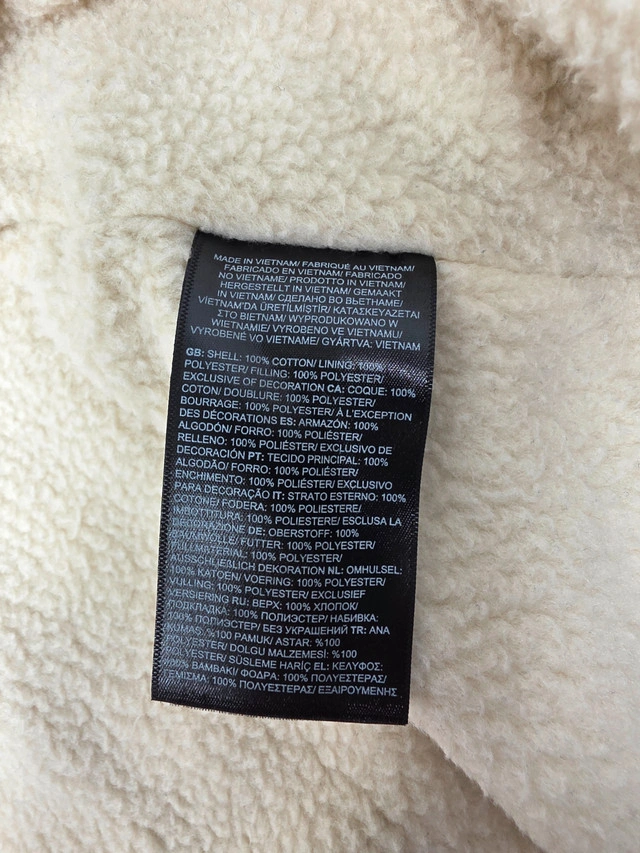 MADE IN VIETNAM/ FABRIQUÉ AU VIETNAM/
FABRICADO EN VIETNAM/ FABRICADO
NO VIETNAME/ PRODOTTO IN VIETNAM/
HERGESTELLT IN VIETNAM/ GEMAAKT
IN VIETNAM/ СДЕЛАНО ВО ВЬЕТНАМЕ/
VİETNAM'DA ÜRETİLMİŞTİR/ ΚΑΤΑΣΚΕΥΑΖΕΤΑΙ
ΣΤΟ ΒΙΕΤΝΑΜ/ WYPRODUKOWANO W
WIETNAMIE/ VYROBENO VE VIETNAMU/
VYROBENÉ VO VIETNAME/ GYÁRTVA: VIETNAM
GB: SHELL: 100% COTTON/ LINING: 100%
POLYESTER/ FILLING: 100% POLYESTER/
EXCLUSIVE OF DECORATION CA: COQUE: 100%
COTON/ DOUBLURE: 100% POLYESTER/
BOURRAGE: 100% POLYESTER/ À L'EXCEPTION
DES DÉCORATIONS ES: ARMAZÓN: 100%
ALGODÓN/ FORRO: 100% POLIÉSTER/
RELLENO: 100% POLIÉSTER/ EXCLUSIVO DE
DECORACIÓN PT: TECIDO PRINCIPAL: 100%
ALGODÃO/ FORRO: 100% POLIÉSTER/
ENCHIMENTO: 100% POLIÉSTER/ EXCLUSIVO
PARA DECORAÇÃO IT: STRATO ESTERNO: 100%
COTONE/ FODERA: 100% POLIESTERE/
IMBOTTITURA: 100% POLIESTERE/ ESCLUSA LA
DECORAZIONE DE: OBERSTOFF: 100%
BAUMWOLLE/ FUTTER: 100% POLYESTER/
FÜLLMATERIAL: 100% POLYESTER/
AUSSCHLIEßLICH DEKORATION NL: OMHULSEL:
100% KATOEN/ VOERING: 100% POLYESTER/
VULLING: 100% POLYESTER/ EXCLUSIEF
VERSIERING RU: ВЕРХ: 100% ХЛОПОК/
ПОДКЛАДКА: 100% ПОЛИЭСТЕР/ НАБИВКА:
100% ПОЛИЭСТЕР/ БЕЗ УКРАШЕНИЙ TR: ANA
KUMAŞ: %100 PAMUK/ ASTAR: %100
POLYESTER/ DOLGU MALZEMESİ: %100
POLYESTER/ SÜSLEME HARİÇ EL: ΚΕΛΥΦΟΣ:
100% ΒΑΜΒΑΚΙ/ ΦΟΔΡΑ: 100% ΠΟΛΥΕΣΤΕΡΑΣ/
ΓΕΜΙΣΜΑ: 100% ΠΟΛΥΕΣΤΕΡΑΣ/ ΕΞΑΙΡΟΥΜΕΝΗΣ